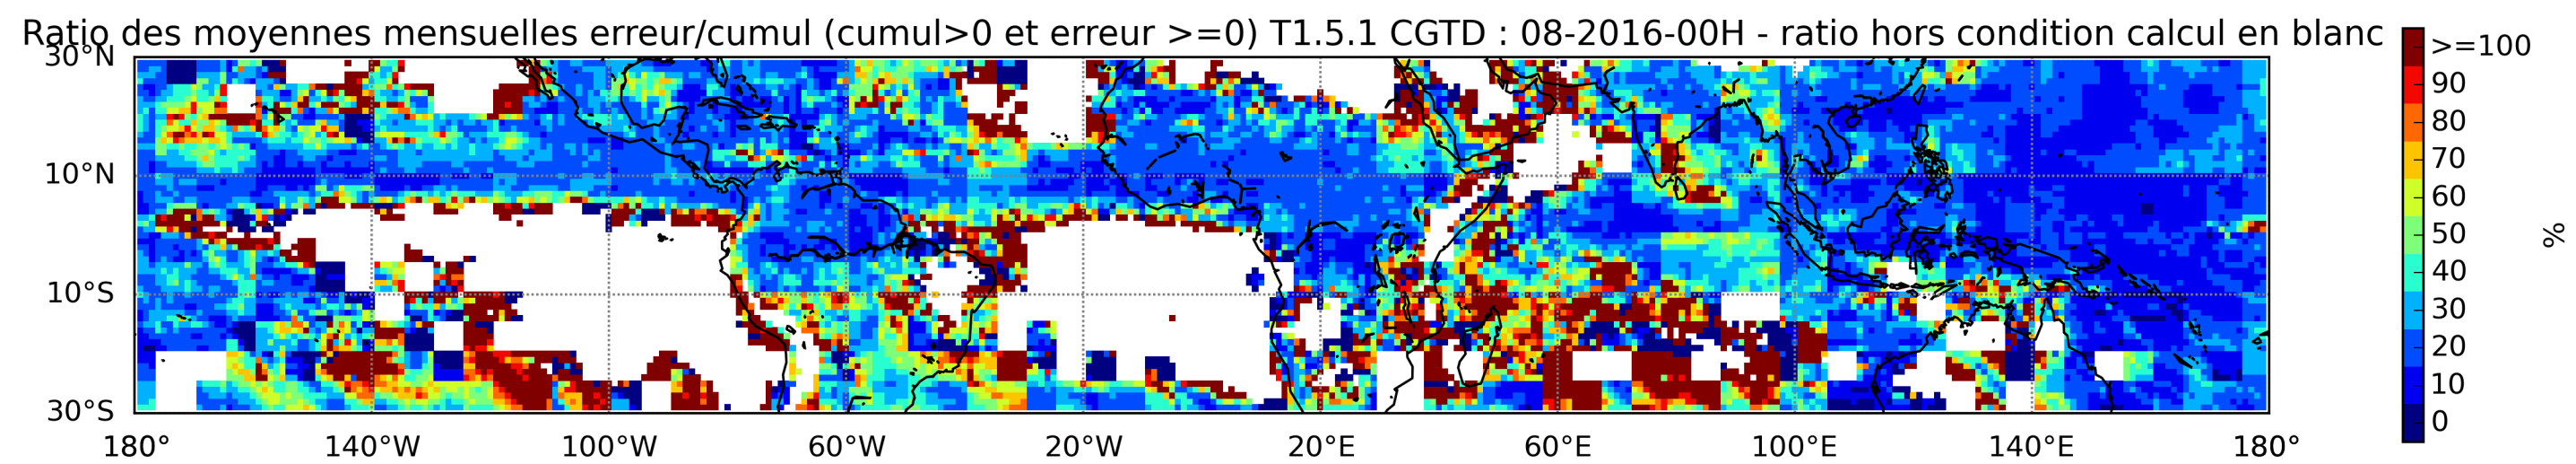 Ratio des moyennes mensuelles erreur/cumul (cumul>0 et erreur >=0) T1.5.1 CGTD : 08-2016-00H - ratio hors condition calcul en blanc
30°N
10°N
10°S
30°S
180° 140°W 100°W 60°W 20°W 20°E 60°E 100°E 140°E 180°
>=100
90
80
70
60
50
40
30
20
10
0
%